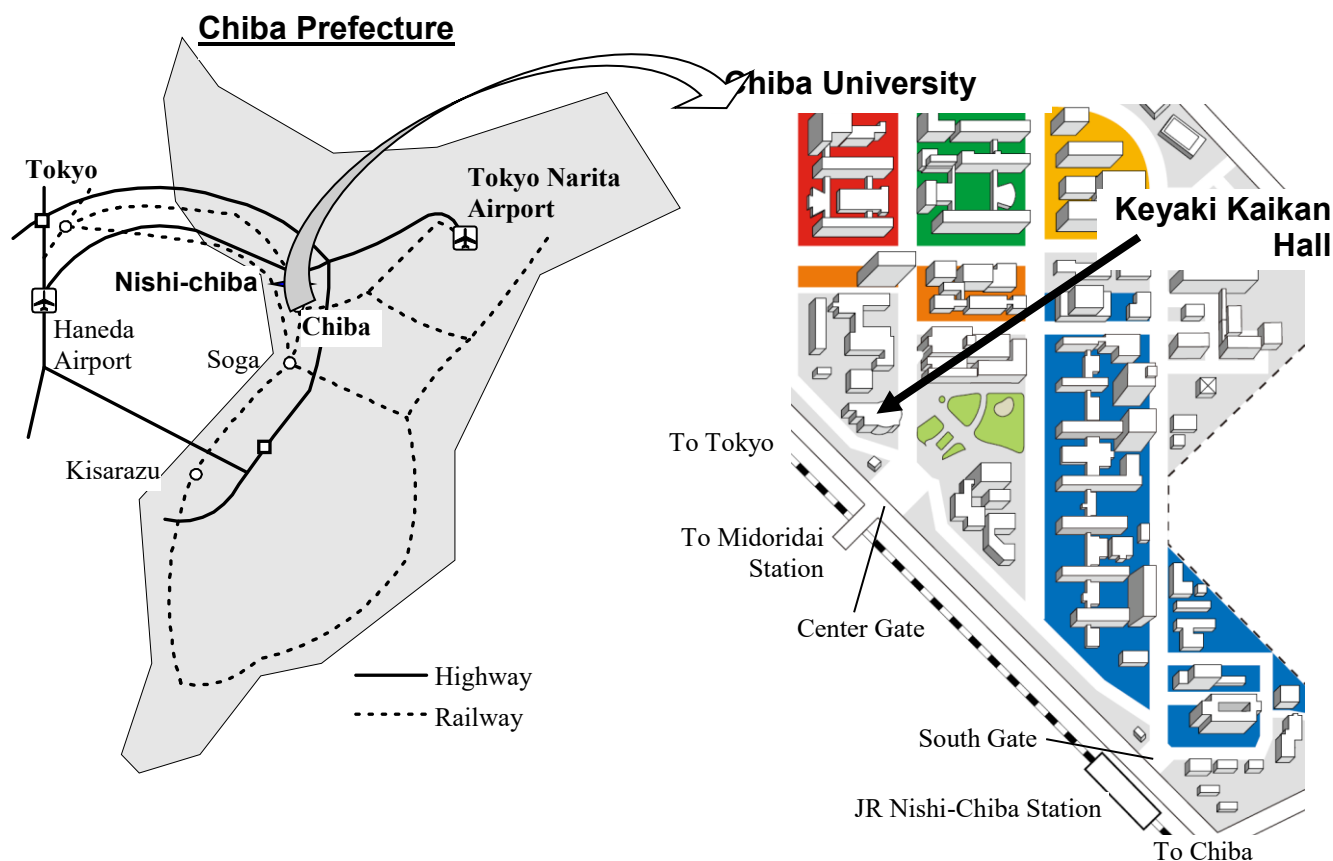 Chiba Prefecture
Tokyo
Tokyo Narita
Airport
Nishi-chiba
Haneda
Airport
Chiba
Soga
Kisarazu
Highway
Railway
Chiba University
Keyaki Kaikan
Hall
To Tokyo
To Midoridai
Station
Center Gate
South Gate
JR Nishi-Chiba Station
To Chiba